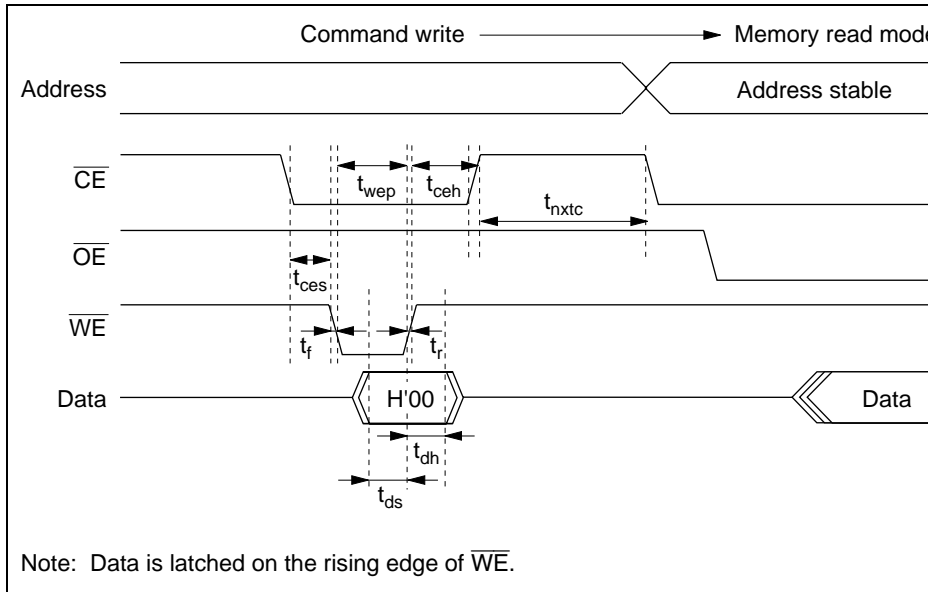 Command write Memory read mode
Address Address stable
CE
twep tceh
tnxtc
OE
tces
WE
tf tr
Data H'00 Data
tdh
tds
Note: Data is latched on the rising edge of WE.